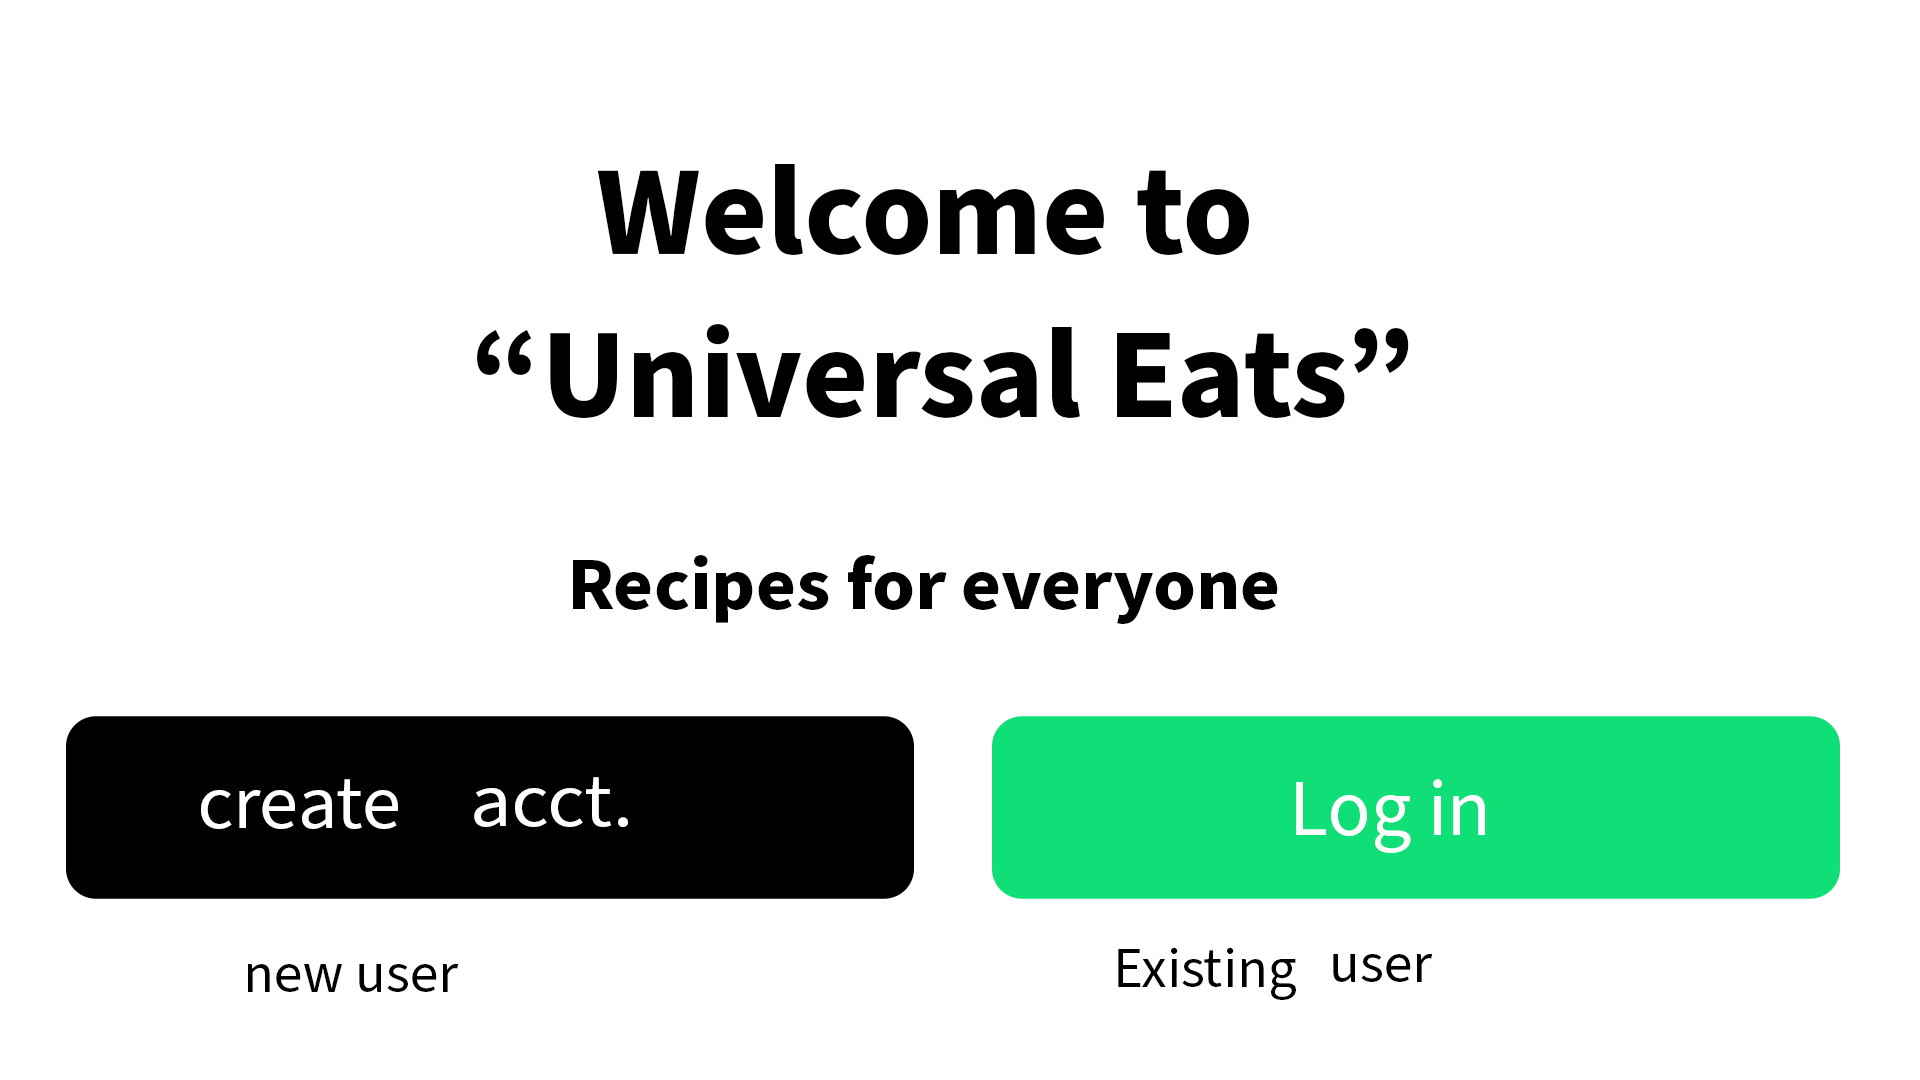 Welcome to
“Universal Eats”
Recipes for everyone
create acct.
Log in
new user
Existing user